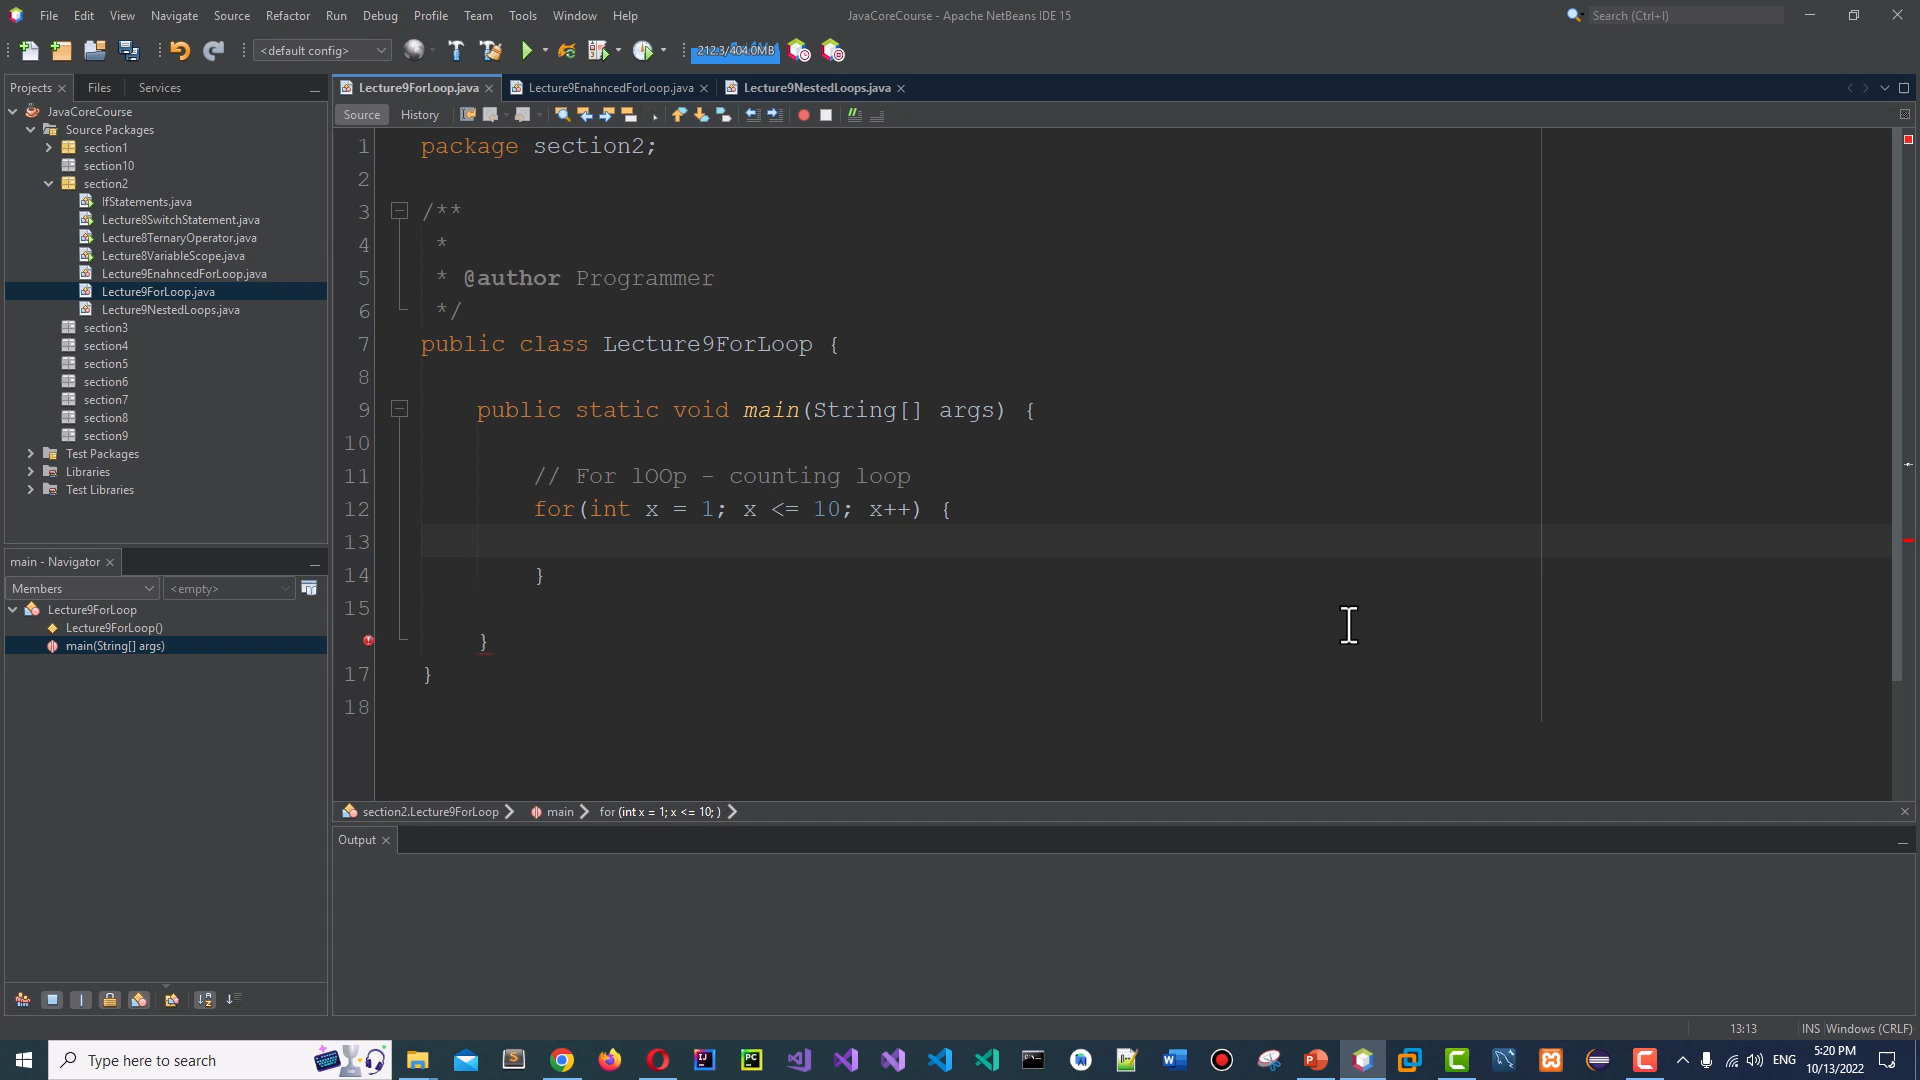 File Edit View Navigate Source Refactor Run Debug Profile Team Tools Window Help
JavaCoreCourse - Apache NetBeans IDE 15
Search (Ctrl+I)
<default config>
212.3/404.0MB
Projects Files Services
Lecture9ForLoop.java Lecture9EnahncedForLoop.java Lecture9NestedLoops.java
Source History
JavaCoreCourse
Source Packages
section1
section10
section2
IfStatements.java
Lecture8SwitchStatement.java
Lecture8TernaryOperator.java
Lecture8VariableScope.java
Lecture9EnahncedForLoop.java
Lecture9ForLoop.java
Lecture9NestedLoops.java
section3
section4
section5
section6
section7
section8
section9
Test Packages
Libraries
Test Libraries
main - Navigator
Members <empty>
Lecture9ForLoop
Lecture9ForLoop()
main(String[] args)
1 package section2;
2
3 /**
4 *
5 * @author Programmer
6 */
7 public class Lecture9ForLoop {
8
9 public static void main(String[] args) {
10
11 // For lOOp - counting loop
12 for(int x = 1; x <= 10; x++) {
13
14 }
15
}
17 }
18
section2.Lecture9ForLoop main for (int x = 1; x <= 10; )
Output
13:13 INS Windows (CRLF)
Type here to search
ENG
5:20 PM
10/13/2022